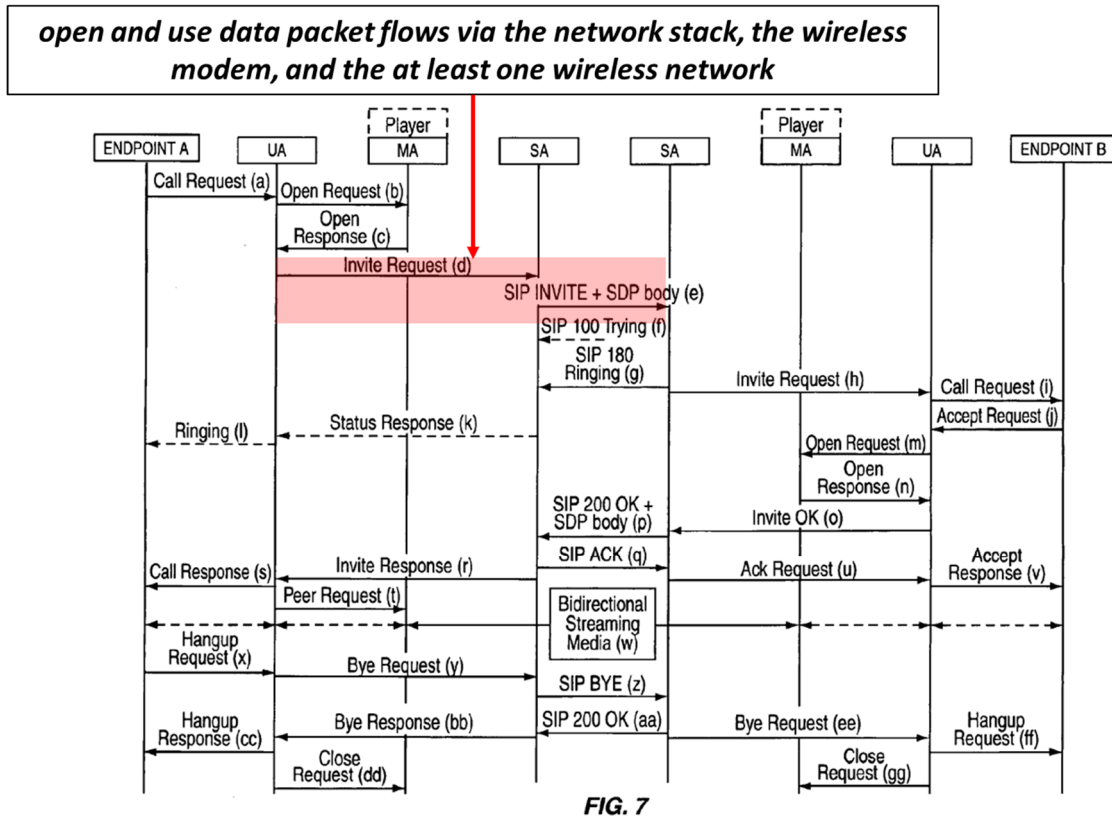 open and use data packet flows via the network stack, the wireless
modem, and the at least one wireless network
Player
Player
ENDPOINT A
UA
MA
SA
SA
MA
UA
ENDPOINT B
Call Request (a)
Open Request (b)
Open
Response (c)
Invite Request (d)
SIP INVITE + SDP body (e)
SIP 100 Trying (f)
SIP 180
Ringing (g)
Invite Request (h)
Call Request (i)
Accept Request (j)
Status Response (k)
Ringing (l)
Open Request (m)
Open
Response (n)
SIP 200 OK +
SDP body (p)
Invite OK (o)
SIP ACK (q)
Invite Response (r)
Call Response (s)
Ack Request (u)
Accept
Response (v)
Peer Request (t)
Bidirectional
Streaming
Media (w)
Hangup
Request (x)
Bye Request (y)
SIP BYE (z)
SIP 200 OK (aa)
Bye Response (bb)
Hangup
Response (cc)
Bye Request (ee)
Hangup
Request (ff)
Close
Request (dd)
Close
Request (gg)
FIG. 7